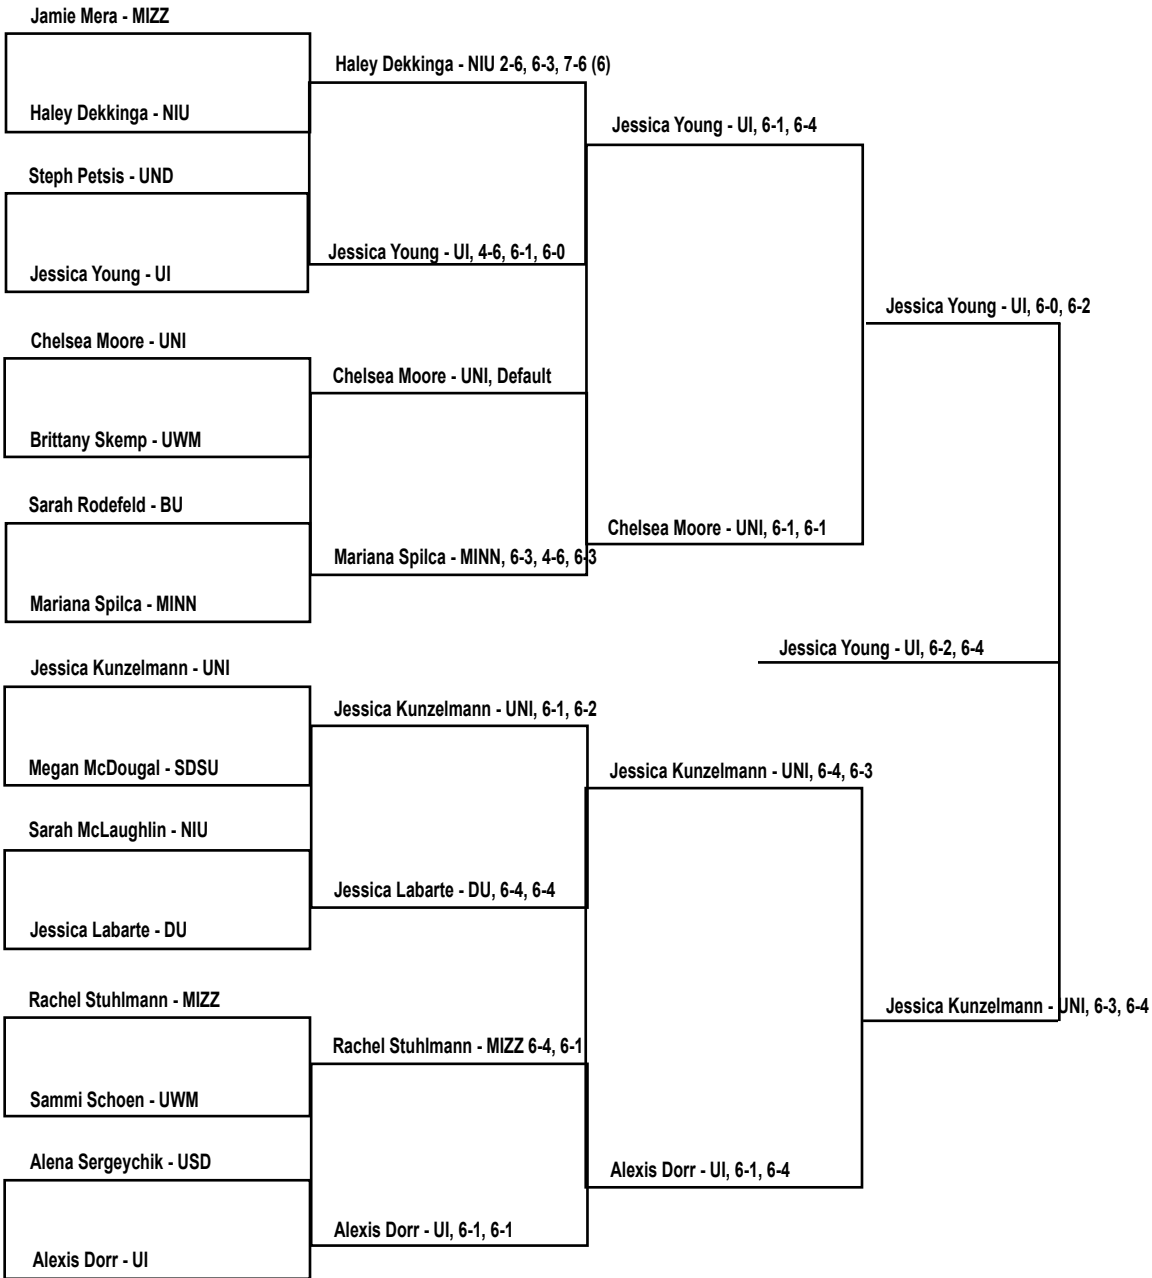 Jamie Mera - MIZZ
Haley Dekkinga - NIU
Steph Petsis - UND
Jessica Young - UI
Chelsea Moore - UNI
Brittany Skemp - UWM
Sarah Rodefeld - BU
Mariana Spilca - MINN
Jessica Kunzelmann - UNI
Megan McDougal - SDSU
Sarah McLaughlin - NIU
Jessica Labarte - DU
Rachel Stuhlmann - MIZZ
Sammi Schoen - UWM
Alena Sergeychik - USD
Alexis Dorr - UI
Haley Dekkinga - NIU 2-6, 6-3, 7-6 (6)
Jessica Young - UI, 4-6, 6-1, 6-0
Chelsea Moore - UNI, Default
Mariana Spilca - MINN, 6-3, 4-6, 6-3
Jessica Kunzelmann - UNI, 6-1, 6-2
Jessica Labarte - DU, 6-4, 6-4
Rachel Stuhlmann - MIZZ 6-4, 6-1
Alexis Dorr - UI, 6-1, 6-1
Jessica Young - UI, 6-1, 6-4
Chelsea Moore - UNI, 6-1, 6-1
Jessica Kunzelmann - UNI, 6-4, 6-3
Alexis Dorr - UI, 6-1, 6-4
Jessica Young - UI, 6-0, 6-2
Jessica Kunzelmann - UNI, 6-3, 6-4
Jessica Young - UI, 6-2, 6-4